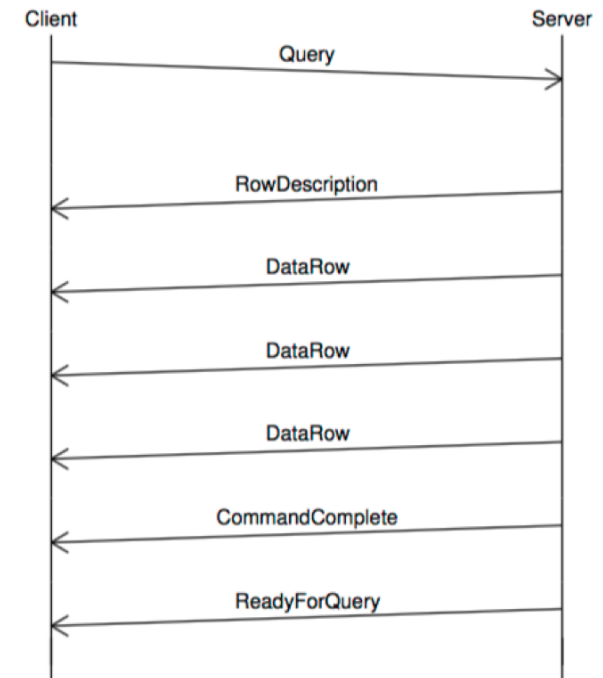 Client
Server
Query
RowDescription
DataRow
DataRow
DataRow
CommandComplete
ReadyForQuery